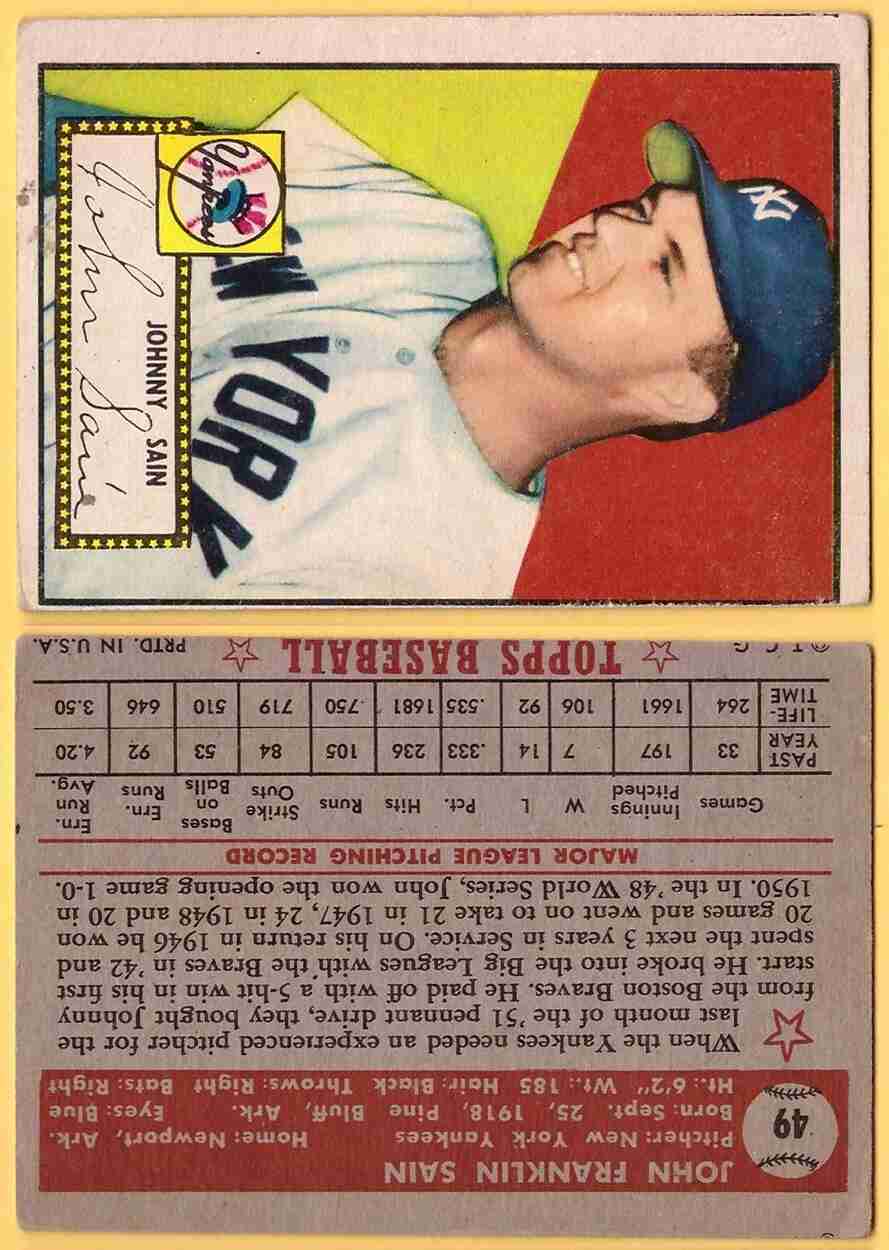 NY
NEW YORK
Yankees
JOHNNY SAIN
John Sain
49
JOHN FRANKLIN SAIN
Pitcher: New York Yankees Home: Newport, Ark.
Born: Sept. 25, 1918, Pine Bluff, Ark. Eyes: Blue
Ht.: 6'2" Wt.: 185 Hair: Black Throws: Right Bats: Right
When the Yankees needed an experienced pitcher for the
last month of the '51 pennant drive, they bought Johnny
from the Boston Braves. He paid off with a 5-hit win in his first
start. He broke into the Big Leagues with the Braves in '42 and
spent the next 3 years in Service. On his return in 1946 he won
20 games and went on to take 21 in 1947, 24 in 1948 and 20 in
1950. In the '48 World Series, John won the opening game 1-0.
MAJOR LEAGUE PITCHING RECORD
Games Innings Pitched W L Pct. Hits Runs Strike Outs Bases on Balls Ern. Runs Ern. Run Avg.
PAST YEAR 33 197 7 14 .333 236 105 84 53 92 4.20
LIFE-TIME 264 1661 106 92 .535 1681 .750 719 510 646 3.50
© T. C. G. TOPPS BASEBALL PRTD. IN U.S.A.